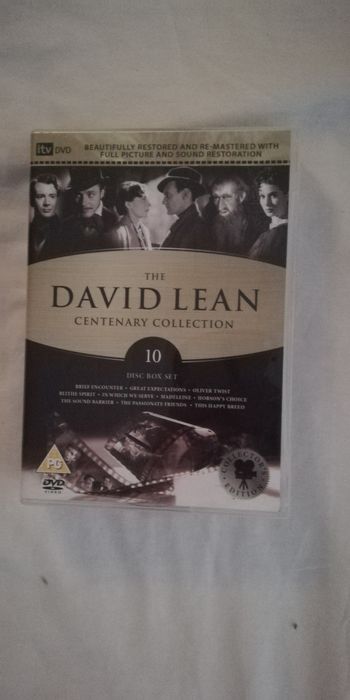 itv DVD
BEAUTIFULLY RESTORED AND RE-MASTERED WITH
FULL PICTURE AND SOUND RESTORATION
THE
DAVID LEAN
CENTENARY COLLECTION
10
DISC BOX SET
BRIEF ENCOUNTER • GREAT EXPECTATIONS • OLIVER TWIST
BLITHE SPIRIT • IN WHICH WE SERVE • MADELEINE • HOBSON'S CHOICE
THE SOUND BARRIER • THE PASSIONATE FRIENDS • THIS HAPPY BREED
PG
DVD
VIDEO
COLLECTOR'S
EDITION